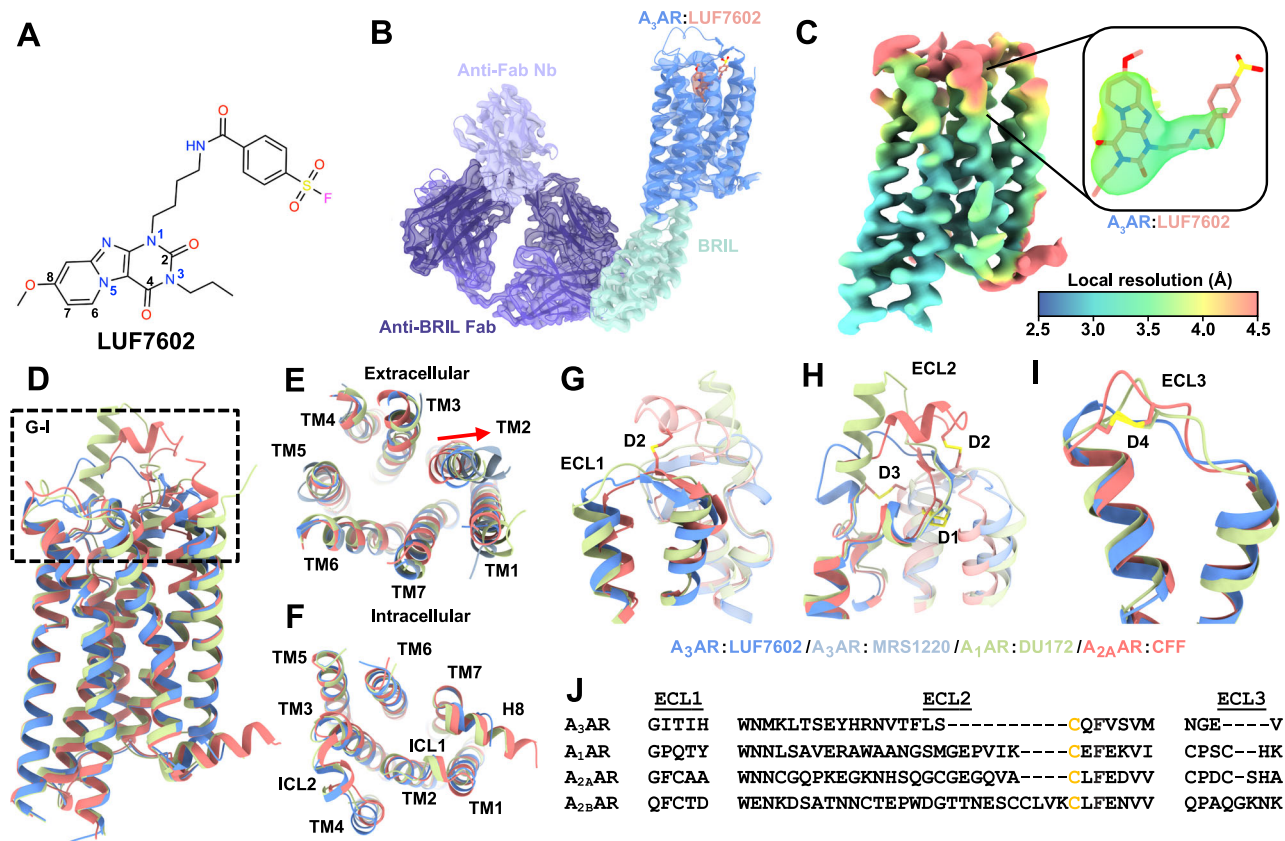 A
O
HN
O
S
O
F
N
N
1
O
2
N
3
4
O
5
N
6
7
8
O
LUF7602
B
A3AR:LUF7602
Anti-Fab Nb
BRIL
Anti-BRIL Fab
C
A3AR:LUF7602
Local resolution (Å)
2.5 3.0 3.5 4.0 4.5
D
G-I
E
Extracellular
TM3
TM4
TM2
TM5
TM6
TM7
TM1
F
Intracellular
TM5
TM6
TM7
TM3
H8
ICL1
ICL2
TM2
TM1
TM4
G
D2
ECL1
H
ECL2
D2
D3
D1
I
ECL3
D4
A3AR:LUF7602/A3AR:MRS1220/A1AR:DU172/A2AAR:CFF
J
ECL1 ECL2 ECL3
A3AR GITIH WNMKLTSEYHRNVTFLS------------CQFVSVM NGE----V
A1AR GPQTY WNNLSAVERAWAANGSMGEPVIK----CEFEKVI CPSC--HK
A2AAR GFCAA WNNCGQPKEGKNHSQGCGEGQVA----CLFEDVV CPDC-SHA
A2BAR QFCTD WENKDSATNNCTEPWDGTTNESCCLVKCLFENVV QPAQGKNK